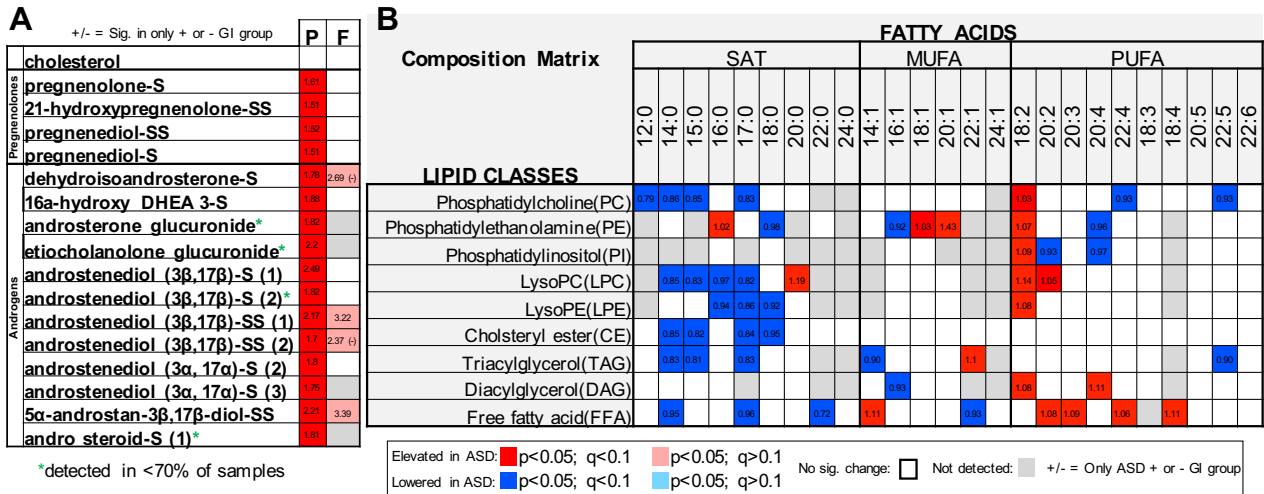 A
+/- = Sig. in only + or - GI group P F
cholesterol
Pregnenolones
pregnenolone-S 1.61
21-hydroxypregnenolone-SS 1.51
pregnenediol-SS 1.52
pregnenediol-S 1.51
Androgens
dehydroisoandrosterone-S 1.78 2.69 (-)
16a-hydroxy DHEA 3-S 1.88
androsterone glucuronide* 1.82
etiocholanolone glucuronide* 2.2
androstenediol (3β,17β)-S (1) 2.49
androstenediol (3β,17β)-S (2)* 1.82
androstenediol (3β,17β)-SS (1) 2.17 3.22
androstenediol (3β,17β)-SS (2) 1.7 2.37 (-)
androstenediol (3α, 17α)-S (2) 1.8
androstenediol (3α, 17α)-S (3) 1.75
5α-androstan-3β,17β-diol-SS 2.21 3.39
andro steroid-S (1)* 1.81
*detected in <70% of samples
B
FATTY ACIDS
Composition Matrix SAT MUFA PUFA
12:0 14:0 15:0 16:0 17:0 18:0 20:0 22:0 24:0 14:1 16:1 18:1 20:1 22:1 24:1 18:2 20:2 20:3 20:4 22:4 18:3 18:4 20:5 22:5 22:6
LIPID CLASSES
Phosphatidylcholine(PC) 0.79 0.86 0.85 0.83 1.03 0.93 0.93
Phosphatidylethanolamine(PE) 1.02 0.98 0.92 1.03 1.43 1.07 0.96
Phosphatidylinositol(PI) 1.09 0.93 0.97
LysoPC(LPC) 0.85 0.83 0.97 0.82 1.19 1.14 1.05
LysoPE(LPE) 0.94 0.86 0.92 1.08
Cholsteryl ester(CE) 0.85 0.82 0.84 0.95
Triacylglycerol(TAG) 0.83 0.81 0.83 0.90 1.1 0.90
Diacylglycerol(DAG) 0.93 1.08 1.11
Free fatty acid(FFA) 0.95 0.96 0.72 1.11 0.93 1.08 1.09 1.06 1.11
Elevated in ASD: p<0.05; q<0.1 p<0.05; q>0.1
Lowered in ASD: p<0.05; q<0.1 p<0.05; q>0.1
No sig. change: Not detected: +/- = Only ASD + or - GI group